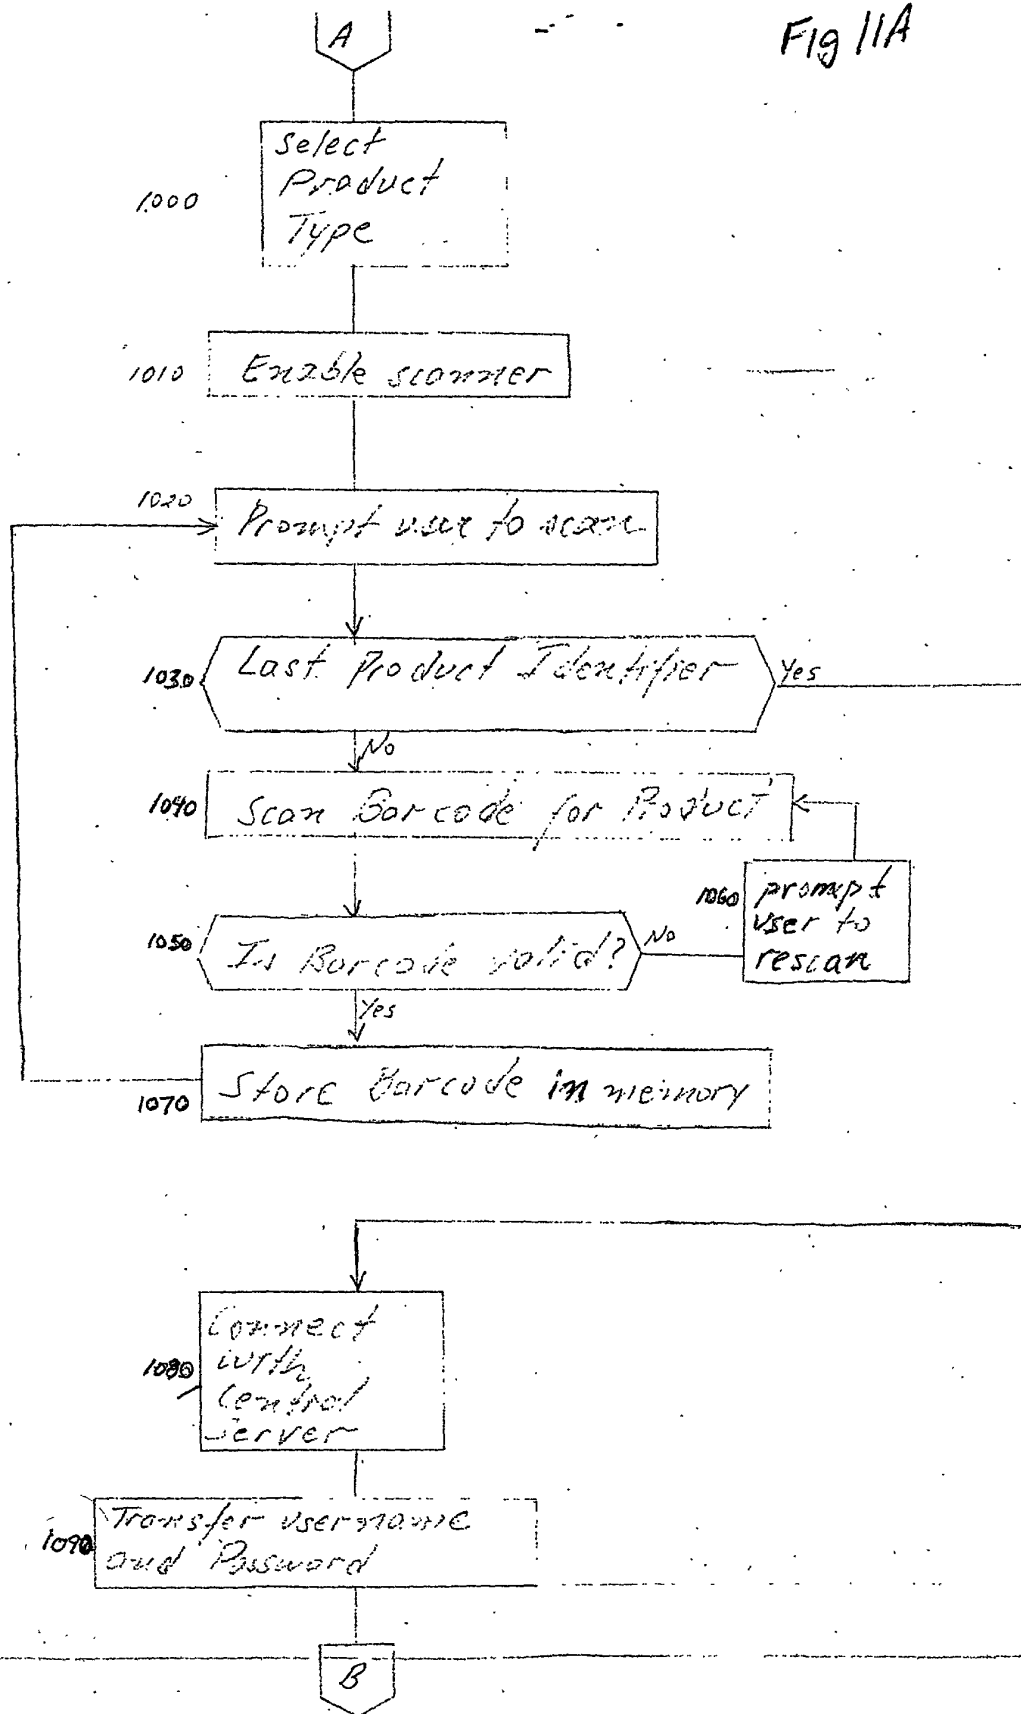 A
Fig 11A
Select
Product
Type
1000
1010
Enable scanner
1020
Prompt user to scan
1030
Last Product Identifier
Yes
No
1040
Scan Barcode for Product
1060
prompt
user to
rescan
1050
Is Barcode valid?
No
Yes
Store Barcode in memory
1070
Connect
with
Central
Server
1080
Transfer username
and Password
1090
B